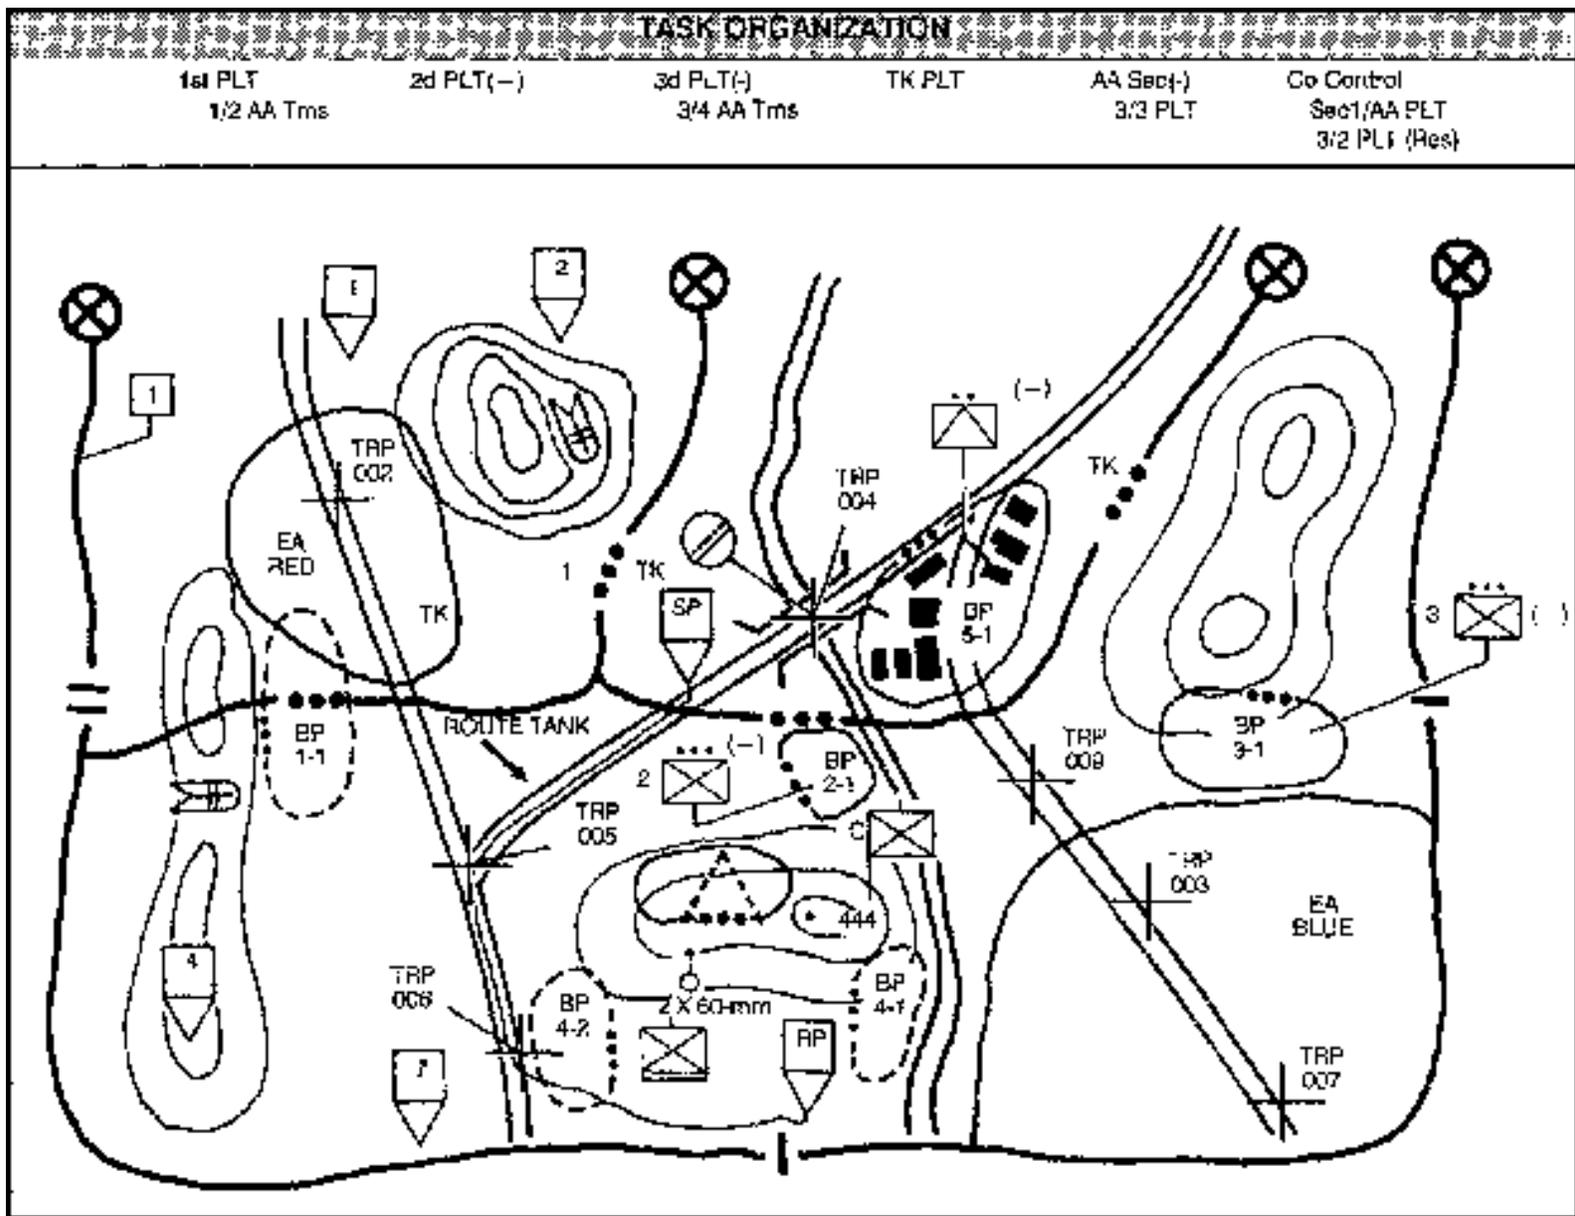 TASK ORGANIZATION
1st PLT 2d PLT(−) 3d PLT(-) TK PLT AA Sec(-) Co Control
1/2 AA Tms 3/4 AA Tms 3/3 PLT Sec1/AA PLT
3/2 PLT (Res)
2
1
(−)
TRP
002
TK
TRP
004
EA
RED
1
TK
TK
SP
BP
5-1
3
BP
1-1
ROUTE TANK
(−)
2
BP
2-1
TRP
009
BP
3-1
TRP
005
C
TRP
003
444
EA
BLUE
4
TRP
006
BP
4-2
2 X 60-mm
BP
4-1
RP
TRP
007